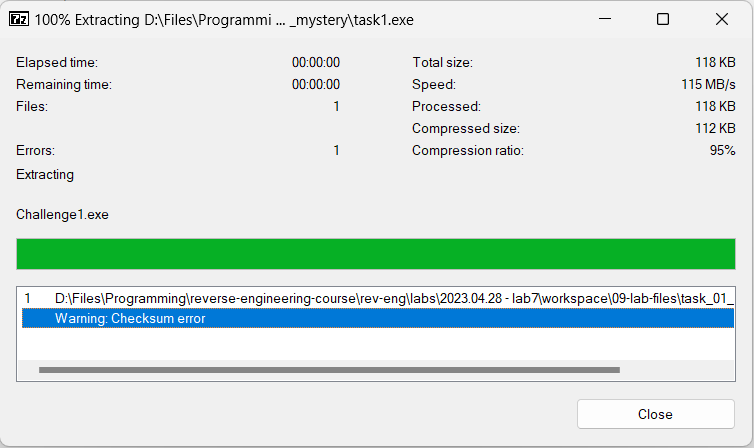 7z 100% Extracting D:\Files\Programmi ... _mystery\task1.exe
Elapsed time: 00:00:00 Total size: 118 KB
Remaining time: 00:00:00 Speed: 115 MB/s
Files: 1 Processed: 118 KB
Compressed size: 112 KB
Errors: 1 Compression ratio: 95%
Extracting
Challenge1.exe
1 D:\Files\Programming\reverse-engineering-course\rev-eng\labs\2023.04.28 - lab7\workspace\09-lab-files\task_01_
Warning: Checksum error
Close